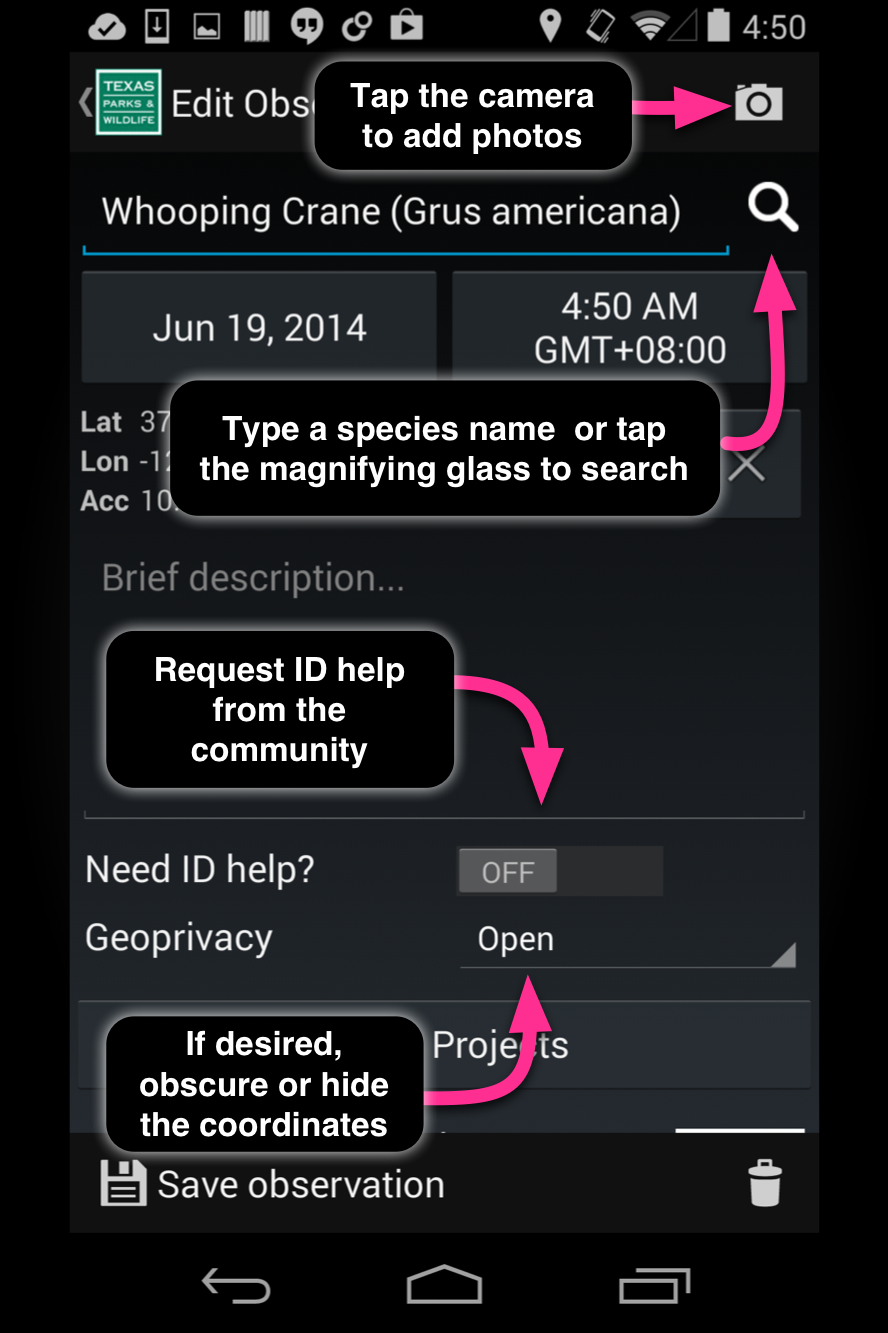 4:50
TEXAS
PARKS &
WILDLIFE
Edit Obs
Tap the camera
to add photos
Whooping Crane (Grus americana)
Jun 19, 2014
4:50 AM
GMT+08:00
Lat 37
Lon -12
Acc 10.
Type a species name or tap
the magnifying glass to search
Brief description...
Request ID help
from the
community
Need ID help?
OFF
Geoprivacy
Open
Projects
If desired,
obscure or hide
the coordinates
Save observation